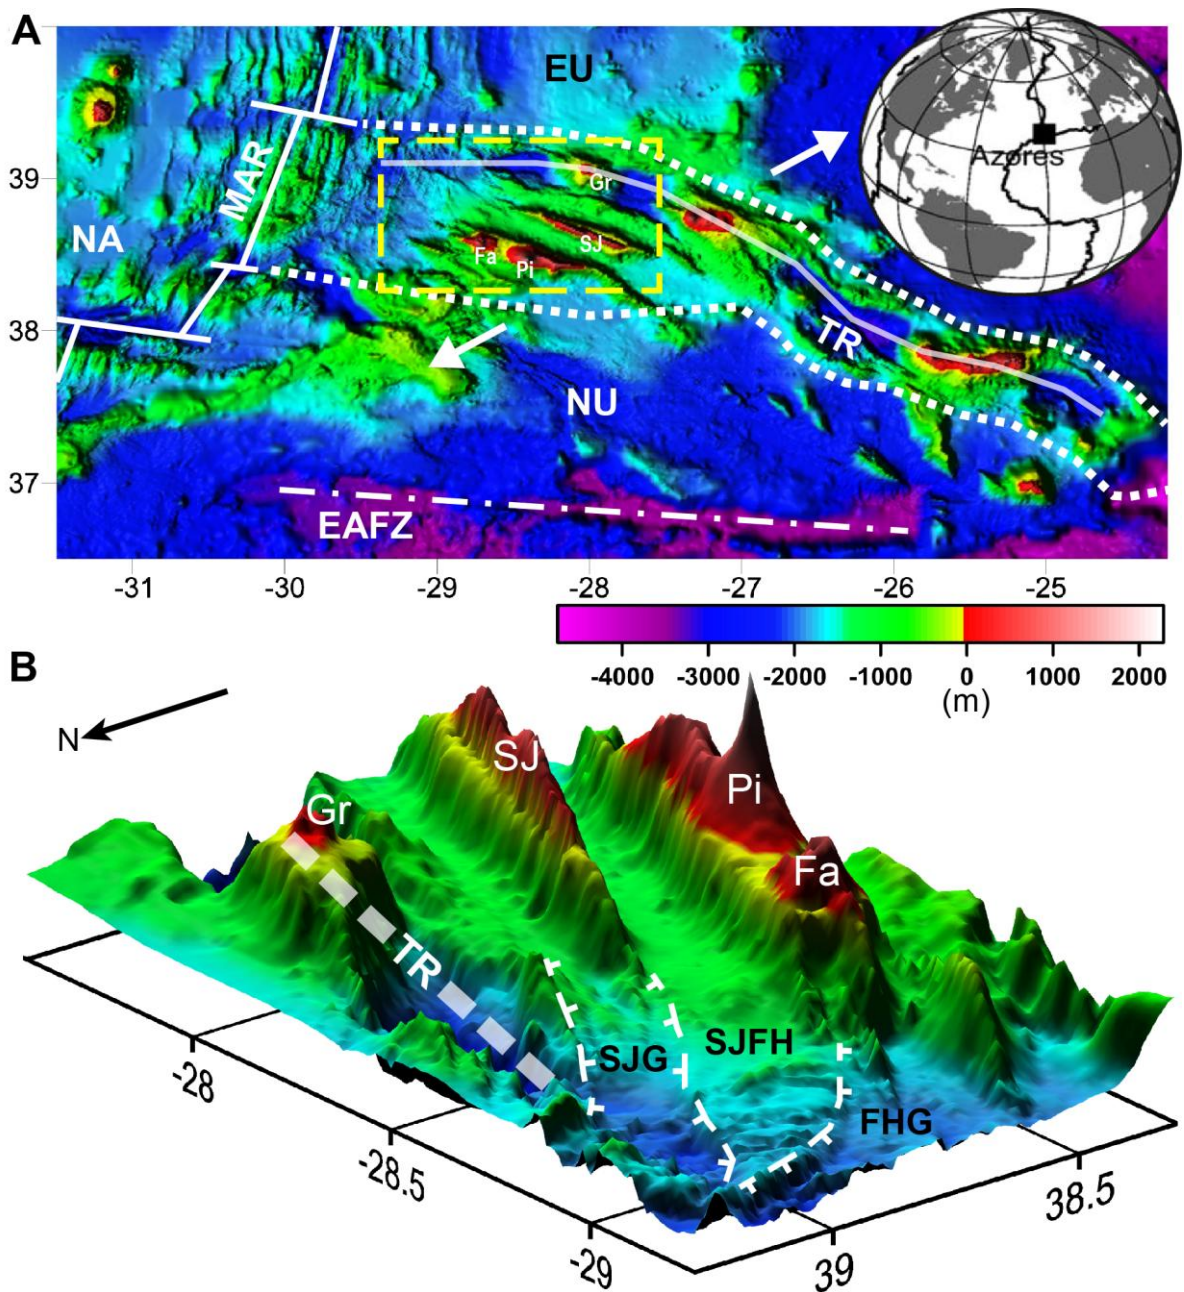 A
EU
Azores
39
MAR
Gr
NA
SJ
Fa
Pi
38
TR
NU
37
EAFZ
-31 -30 -29 -28 -27 -26 -25
-4000 -3000 -2000 -1000 0 1000 2000
(m)
B
N
SJ
Pi
Gr
Fa
TR
SJG
SJFH
FHG
-28
-28.5
-29
39
38.5